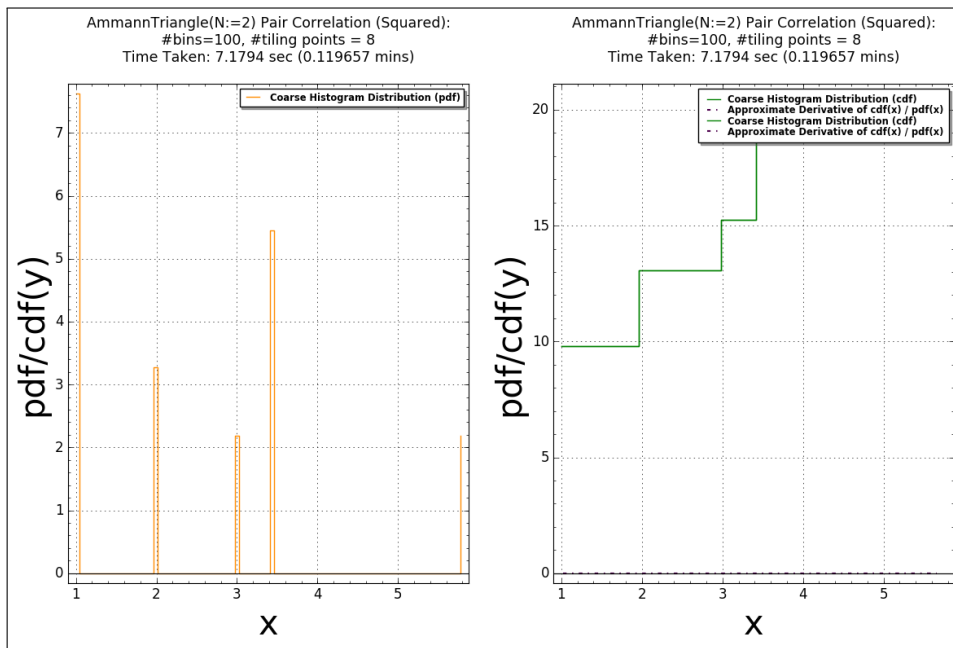 AmmannTriangle(N:=2) Pair Correlation (Squared):
#bins=100, #tiling points = 8
Time Taken: 7.1794 sec (0.119657 mins)
Coarse Histogram Distribution (pdf)
pdf/cdf(y)
7
6
5
4
3
2
1
0
1 2 3 4 5
x
AmmannTriangle(N:=2) Pair Correlation (Squared):
#bins=100, #tiling points = 8
Time Taken: 7.1794 sec (0.119657 mins)
Coarse Histogram Distribution (cdf)
Approximate Derivative of cdf(x) / pdf(x)
Coarse Histogram Distribution (cdf)
Approximate Derivative of cdf(x) / pdf(x)
pdf/cdf(y)
20
15
10
5
0
1 2 3 4 5
x